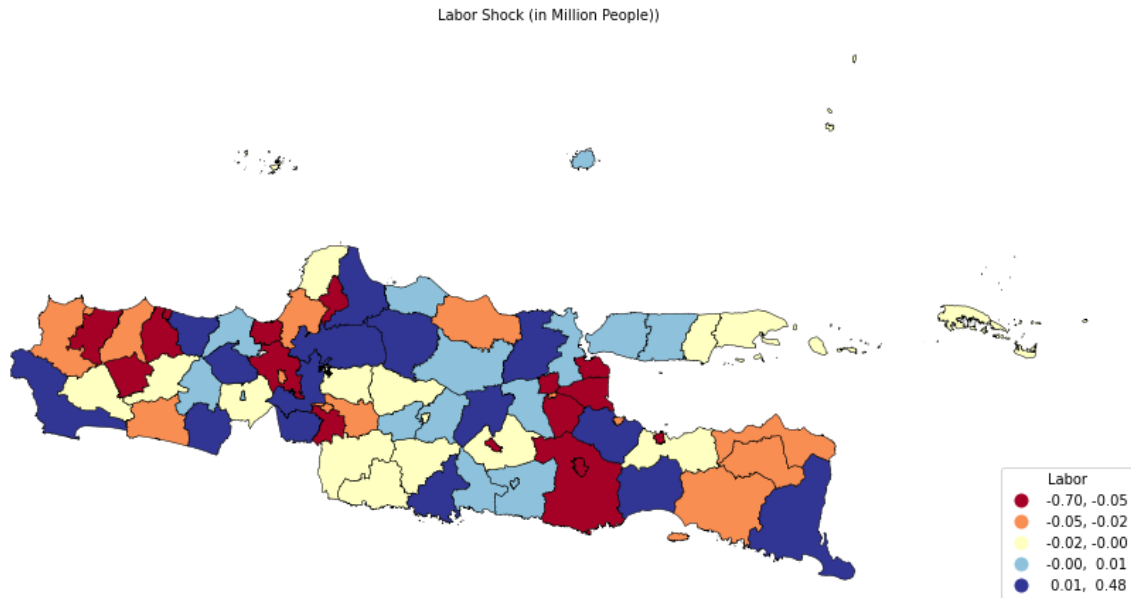 Labor Shock (in Million People))
Labor
-0.70, -0.05
-0.05, -0.02
-0.02, -0.00
-0.00, 0.01
0.01, 0.48